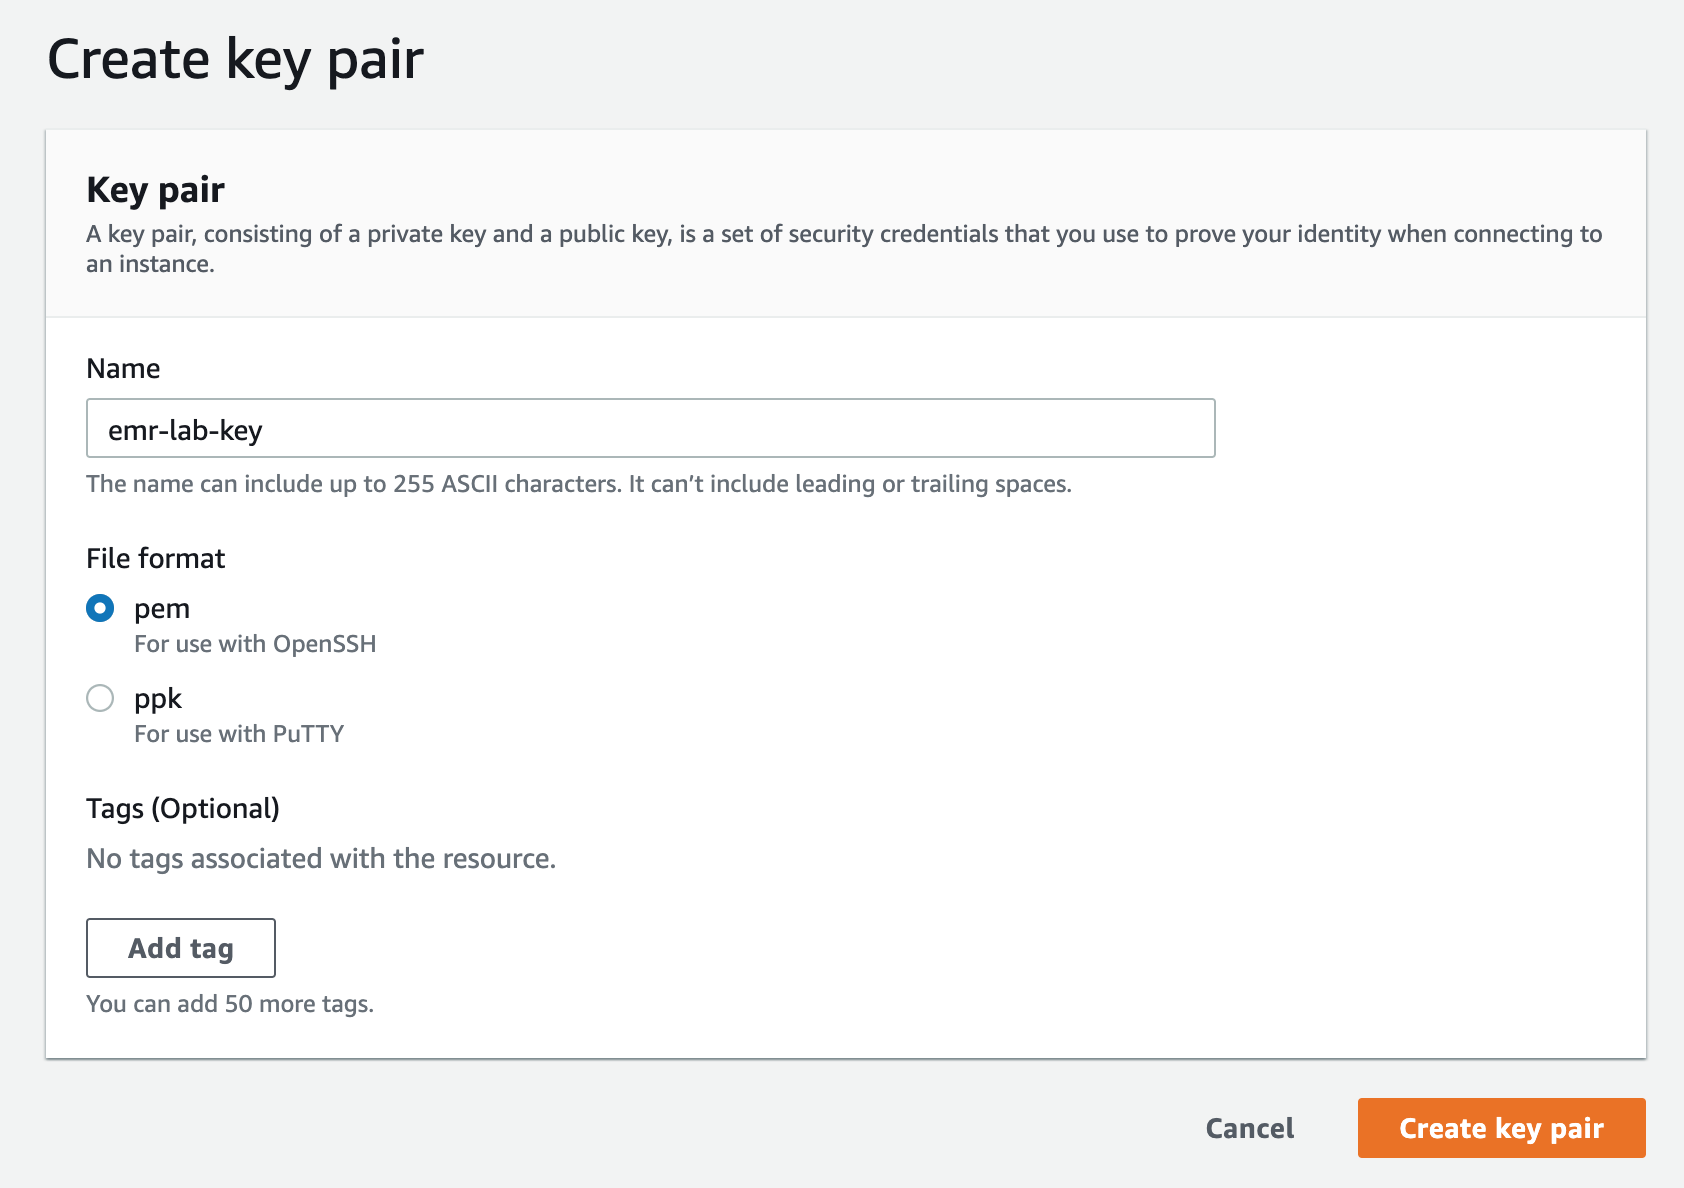 Create key pair
Key pair
A key pair, consisting of a private key and a public key, is a set of security credentials that you use to prove your identity when connecting to
an instance.
Name
emr-lab-key
The name can include up to 255 ASCII characters. It can’t include leading or trailing spaces.
File format
pem
For use with OpenSSH
ppk
For use with PuTTY
Tags (Optional)
No tags associated with the resource.
Add tag
You can add 50 more tags.
Cancel
Create key pair